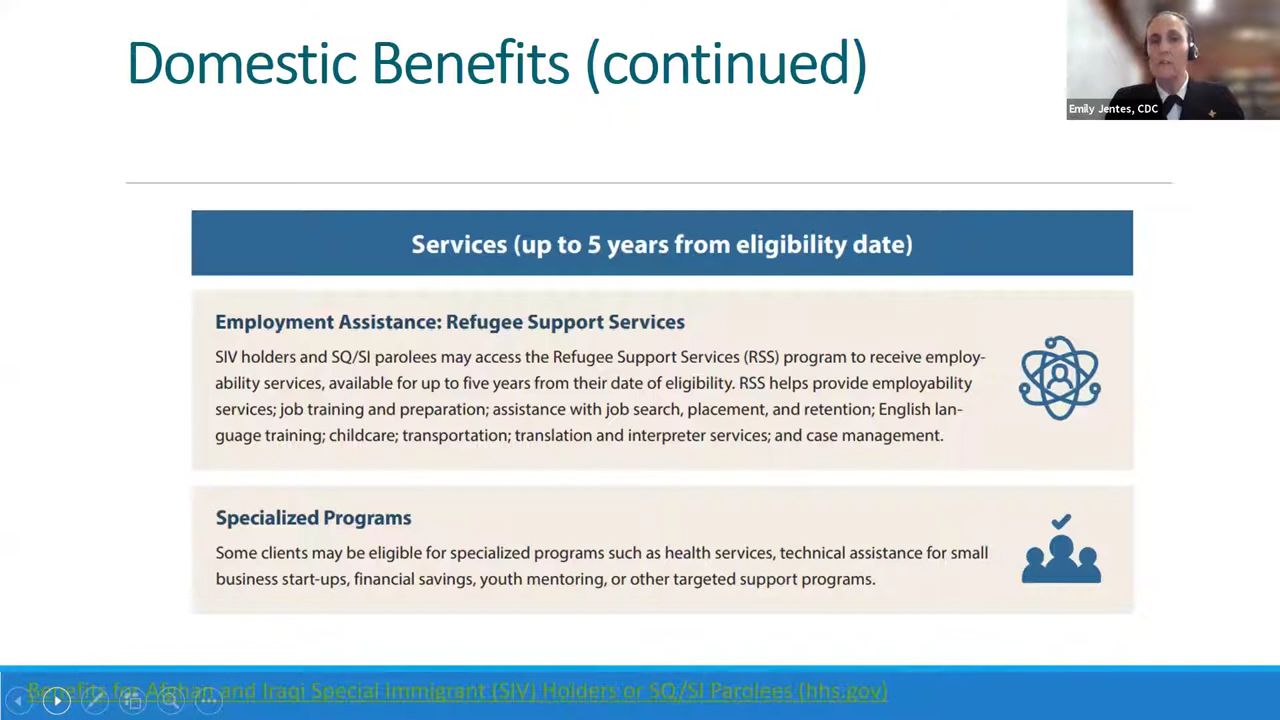 Domestic Benefits (continued)
Emily Jentes, CDC
Services (up to 5 years from eligibility date)
Employment Assistance: Refugee Support Services
SIV holders and SQ/SI parolees may access the Refugee Support Services (RSS) program to receive employ-
ability services, available for up to five years from their date of eligibility. RSS helps provide employability
services; job training and preparation; assistance with job search, placement, and retention; English lan-
guage training; childcare; transportation; translation and interpreter services; and case management.
Specialized Programs
Some clients may be eligible for specialized programs such as health services, technical assistance for small
business start-ups, financial savings, youth mentoring, or other targeted support programs.
Benefits for Afghan and Iraqi Special Immigrant (SIV) Holders or SQ/SI Parolees (hhs.gov)